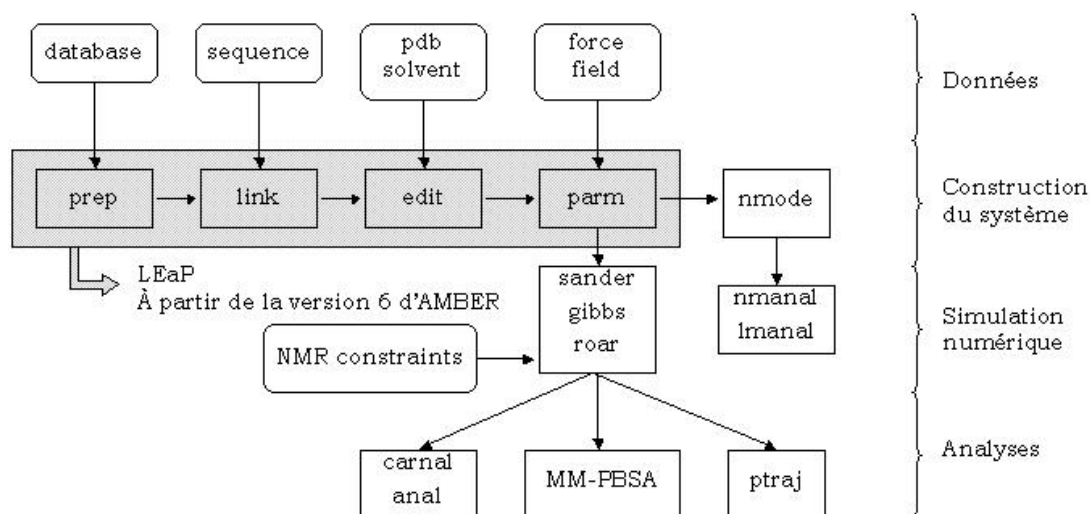 database
sequence
pdb
solvent
force
field
Données
prep
link
edit
parm
nmode
Construction
du système
LEaP
À partir de la version 6 d'AMBER
sander
gibbs
roar
nmanal
lmanal
Simulation
numérique
NMR constraints
carnal
anal
MM-PBSA
ptraj
Analyses